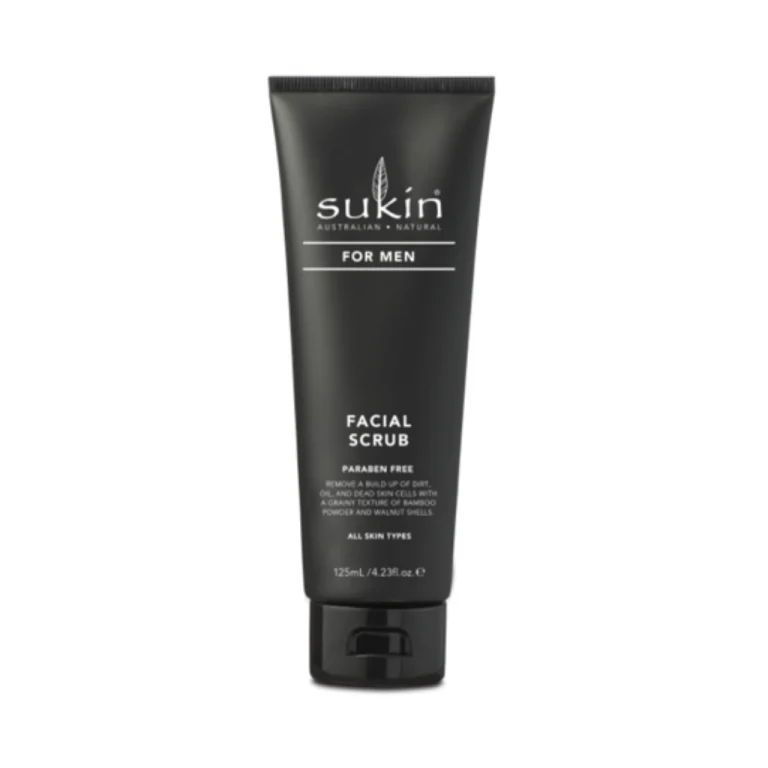 sukin®
AUSTRALIAN • NATURAL
FOR MEN
FACIAL
SCRUB
PARABEN FREE
REMOVE A BUILD UP OF DIRT,
OIL, AND DEAD SKIN CELLS WITH
A GRAINY TEXTURE OF BAMBOO
POWDER AND WALNUT SHELLS.
ALL SKIN TYPES
125mL/4.23fl.oz.℮